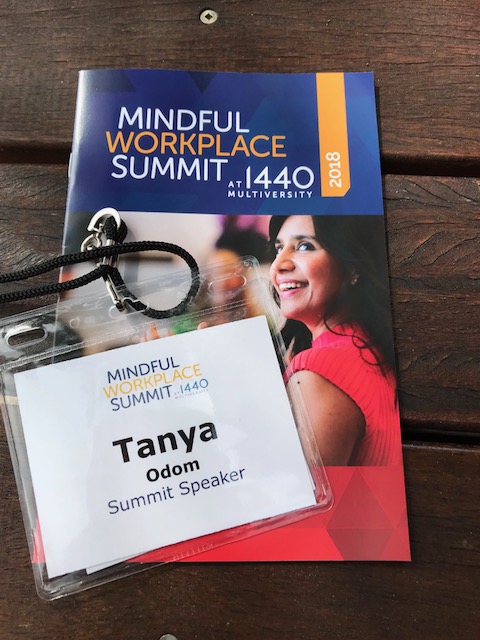 MINDFUL
WORKPLACE
SUMMIT
AT 1440
MULTIVERSITY
2018
MINDFUL
WORKPLACE
SUMMIT AT 1440
MULTIVERSITY
Tanya
Odom
Summit Speaker